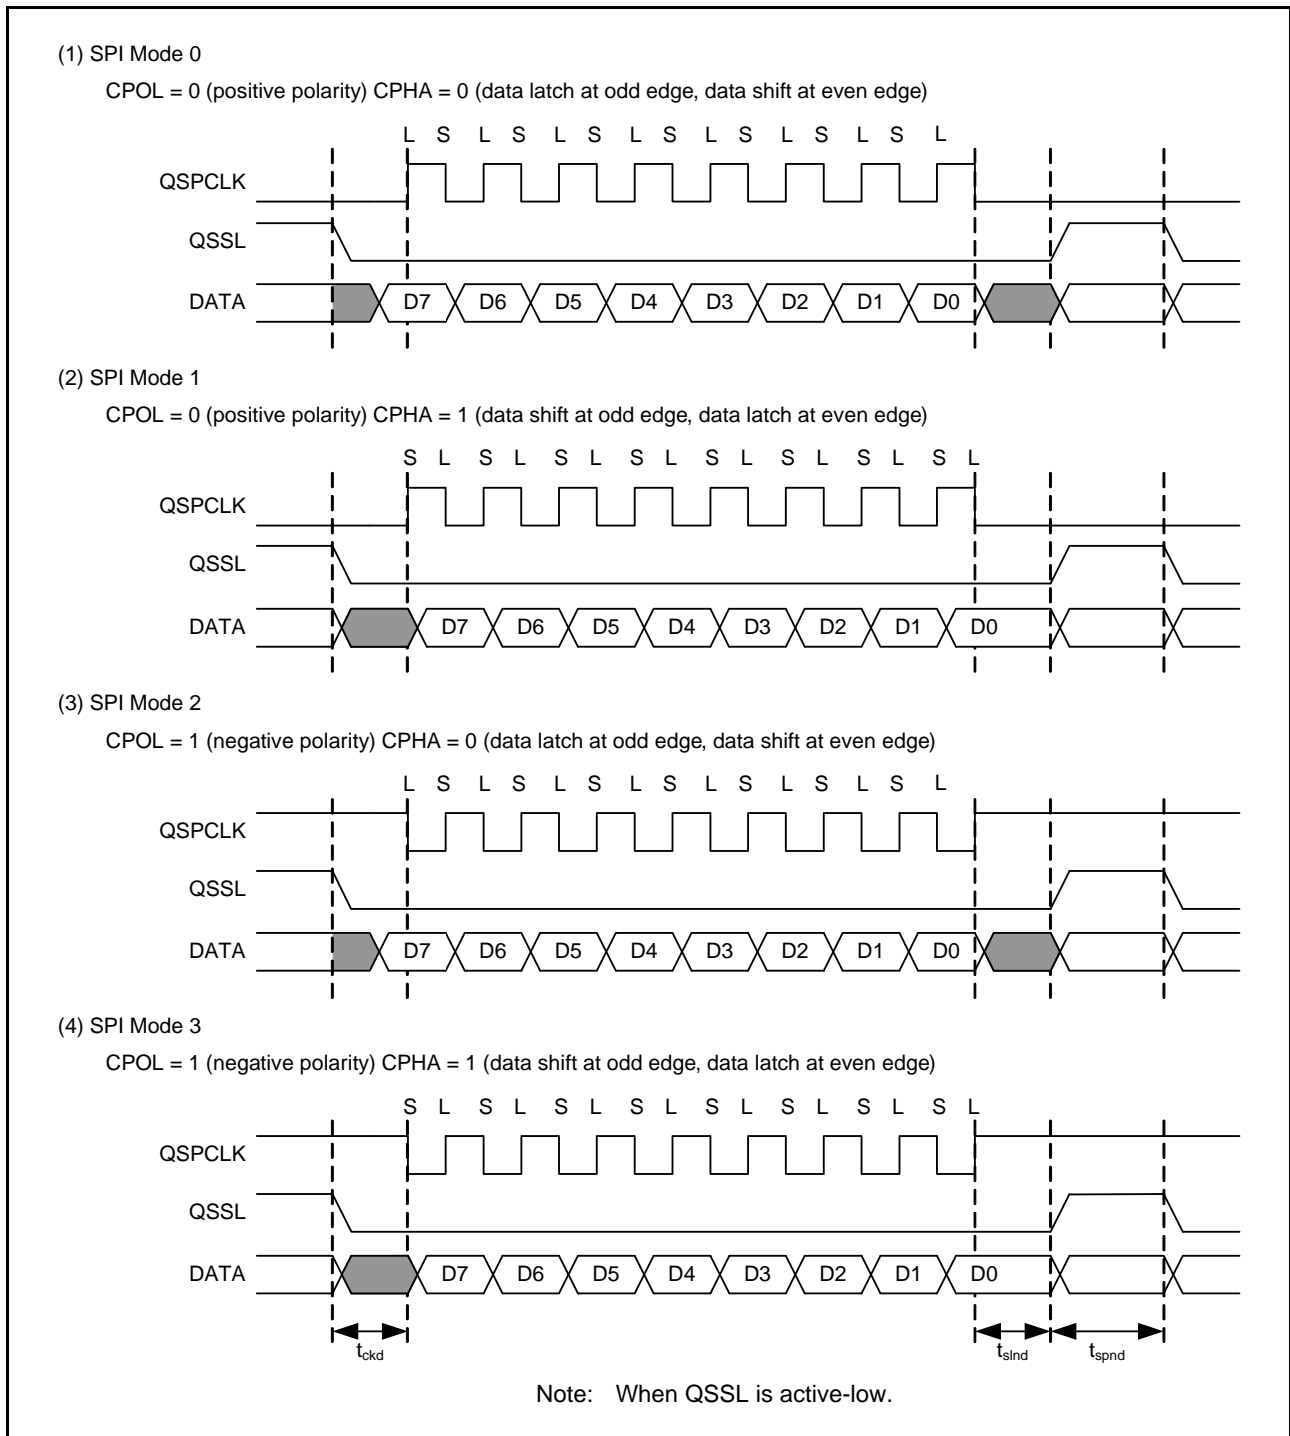 (1) SPI Mode 0
CPOL = 0 (positive polarity) CPHA = 0 (data latch at odd edge, data shift at even edge)
L S L S L S L S L S L S L S L
QSPCLK
QSSL
DATA D7 D6 D5 D4 D3 D2 D1 D0
(2) SPI Mode 1
CPOL = 0 (positive polarity) CPHA = 1 (data shift at odd edge, data latch at even edge)
S L S L S L S L S L S L S L S L
QSPCLK
QSSL
DATA D7 D6 D5 D4 D3 D2 D1 D0
(3) SPI Mode 2
CPOL = 1 (negative polarity) CPHA = 0 (data latch at odd edge, data shift at even edge)
L S L S L S L S L S L S L S L
QSPCLK
QSSL
DATA D7 D6 D5 D4 D3 D2 D1 D0
(4) SPI Mode 3
CPOL = 1 (negative polarity) CPHA = 1 (data shift at odd edge, data latch at even edge)
S L S L S L S L S L S L S L S L
QSPCLK
QSSL
DATA D7 D6 D5 D4 D3 D2 D1 D0
tckd tslnd tspnd
Note: When QSSL is active-low.